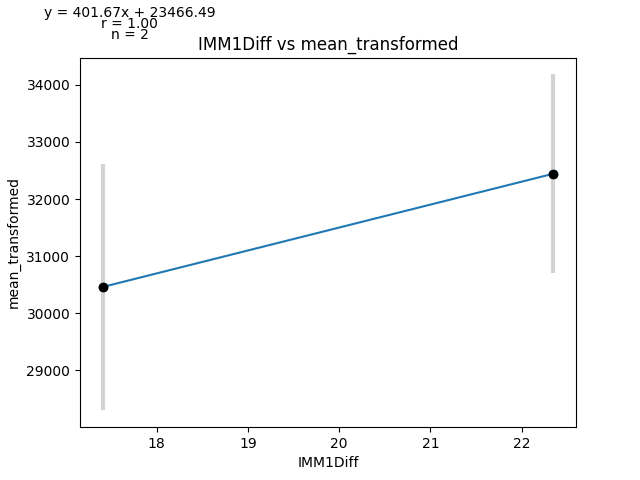 y = 401.67x + 23466.49
r = 1.00
n = 2
IMM1Diff vs mean_transformed
34000
33000
32000
31000
30000
29000
mean_transformed
18
19
20
21
22
IMM1Diff